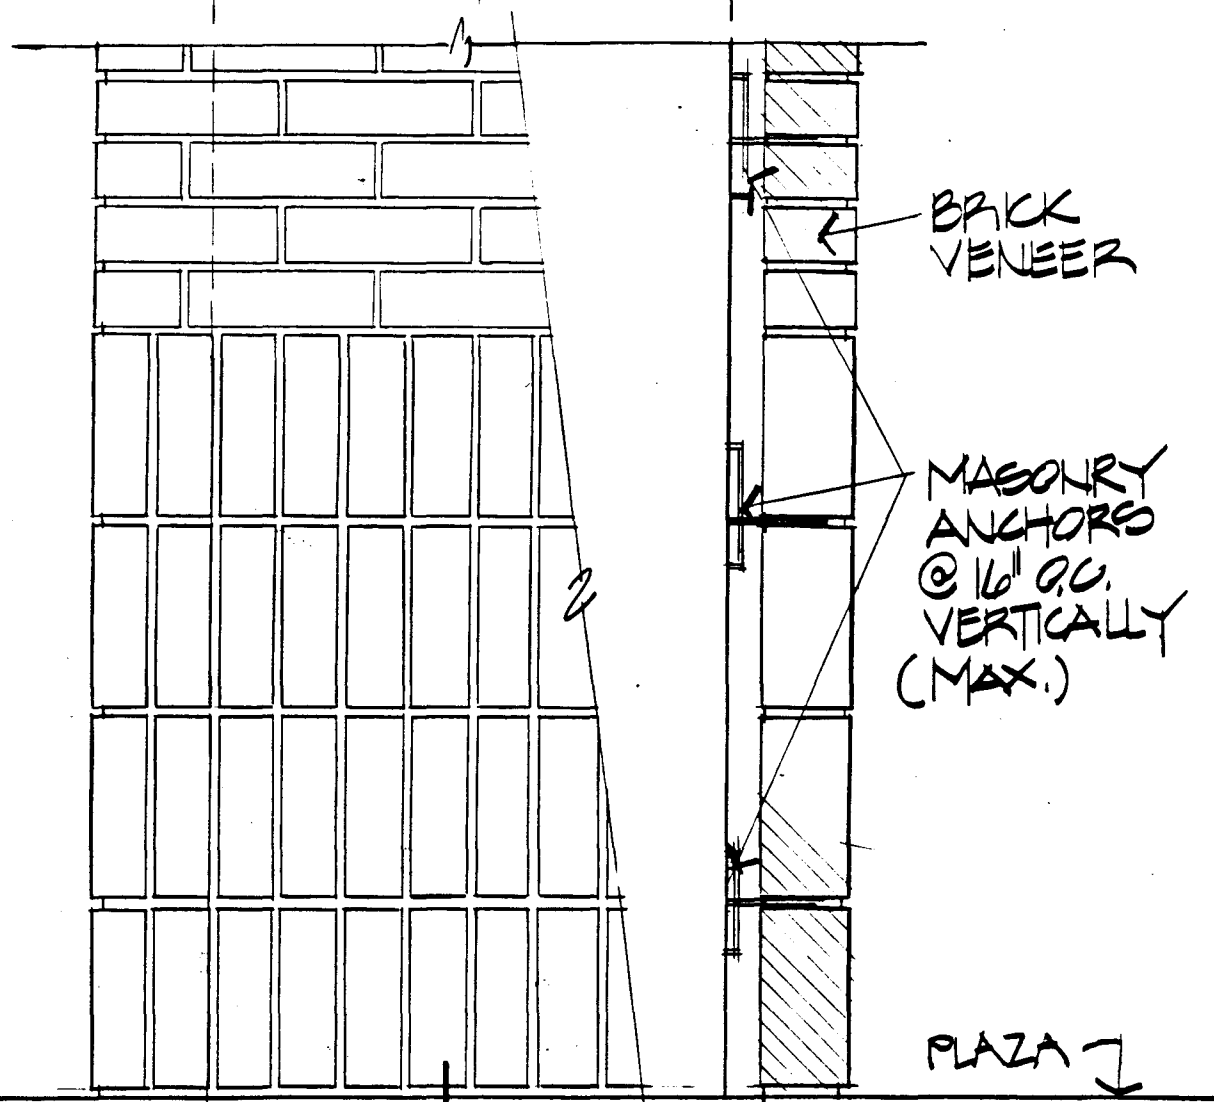 BRICK
VENEER
MASONRY
ANCHORS
@ 16" O.C.
VERTICALLY
(MAX.)
PLAZA